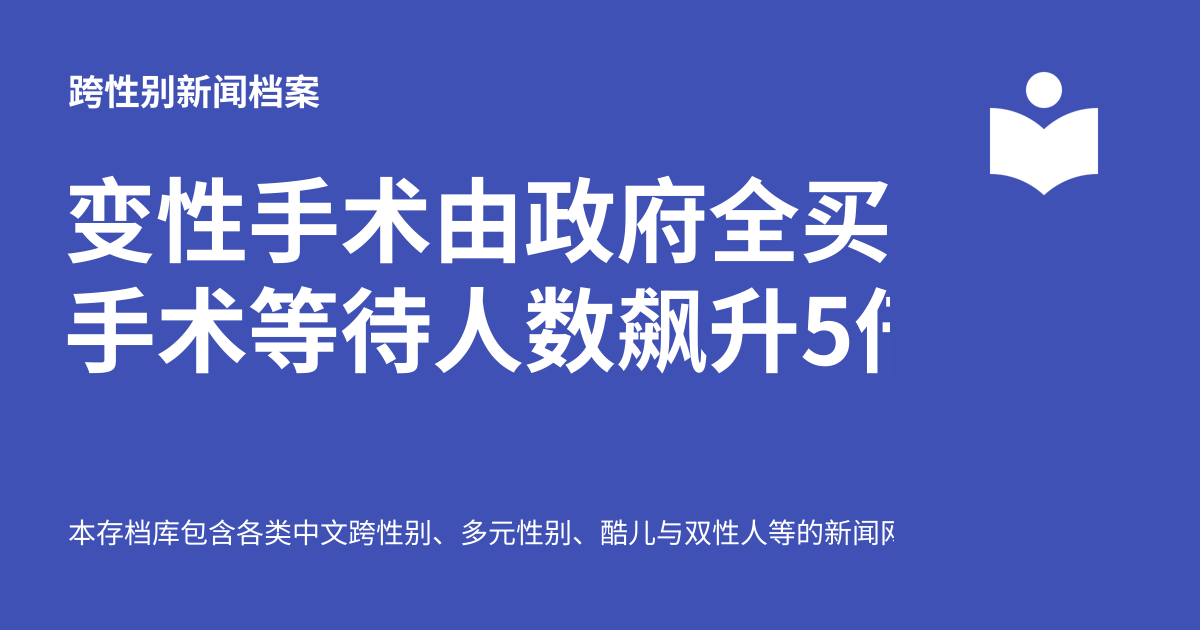 跨性别新闻档案
变性手术由政府全买
手术等待人数飙升5
本存档库包含各类中文跨性别、多元性别、酷儿与双性人等的新闻